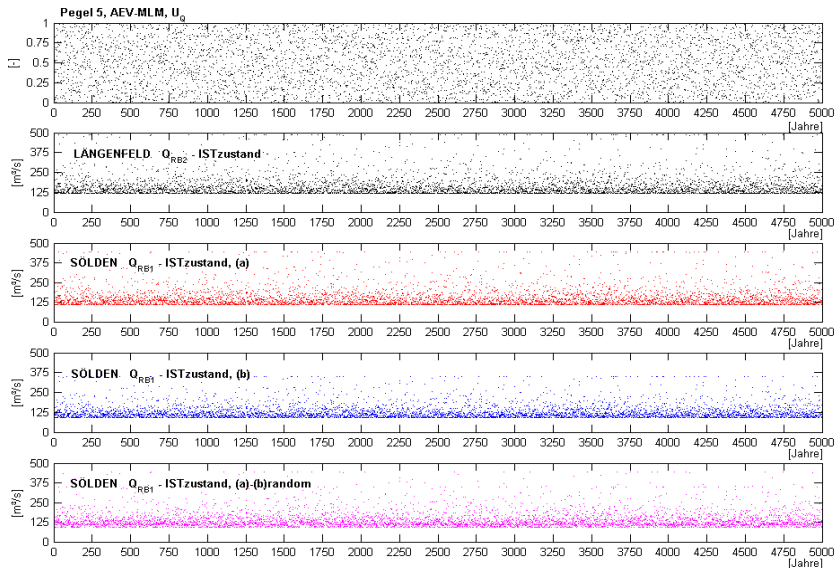 Pegel 5, AEV-MLM, U_Q
1
0.75
0.5
0.25
0
[-]
0 250 500 750 1000 1250 1500 1750 2000 2250 2500 2750 3000 3250 3500 3750 4000 4250 4500 4750 5000
[Jahre]
500
375
250
125
0
[m³/s]
LÄNGENFELD Q_RB2 - ISTzustand
0 250 500 750 1000 1250 1500 1750 2000 2250 2500 2750 3000 3250 3500 3750 4000 4250 4500 4750 5000
[Jahre]
500
375
250
125
0
[m³/s]
SÖLDEN Q_RB1 - ISTzustand, (a)
0 250 500 750 1000 1250 1500 1750 2000 2250 2500 2750 3000 3250 3500 3750 4000 4250 4500 4750 5000
[Jahre]
500
375
250
125
0
[m³/s]
SÖLDEN Q_RB1 - ISTzustand, (b)
0 250 500 750 1000 1250 1500 1750 2000 2250 2500 2750 3000 3250 3500 3750 4000 4250 4500 4750 5000
[Jahre]
500
375
250
125
0
[m³/s]
SÖLDEN Q_RB1 - ISTzustand, (a)-(b)random
0 250 500 750 1000 1250 1500 1750 2000 2250 2500 2750 3000 3250 3500 3750 4000 4250 4500 4750 5000
[Jahre]